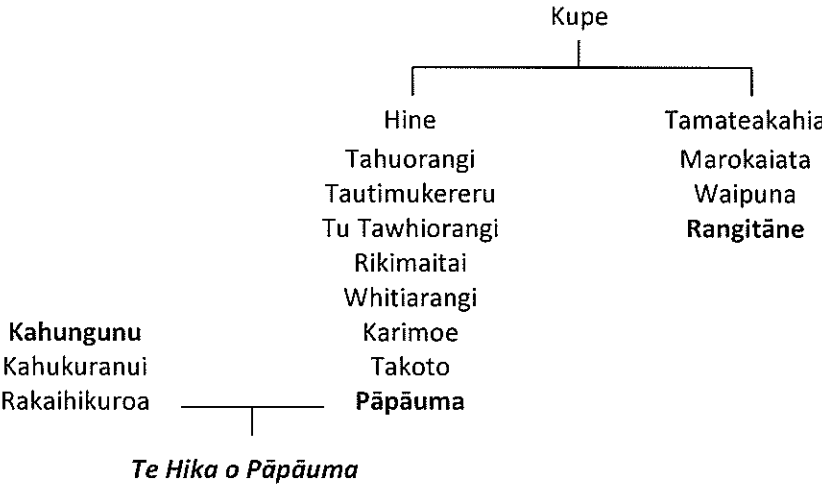 Kupe
Hine Tamateakahia
Tahuorangi Marokaiata
Tautimukereru Waipuna
Tu Tawhiorangi Rangitāne
Rikimaitai
Whitiarangi
Kahungunu Karimoe
Kahukuranui Takoto
Rakaihikuroa Pāpāuma
Te Hika o Pāpāuma